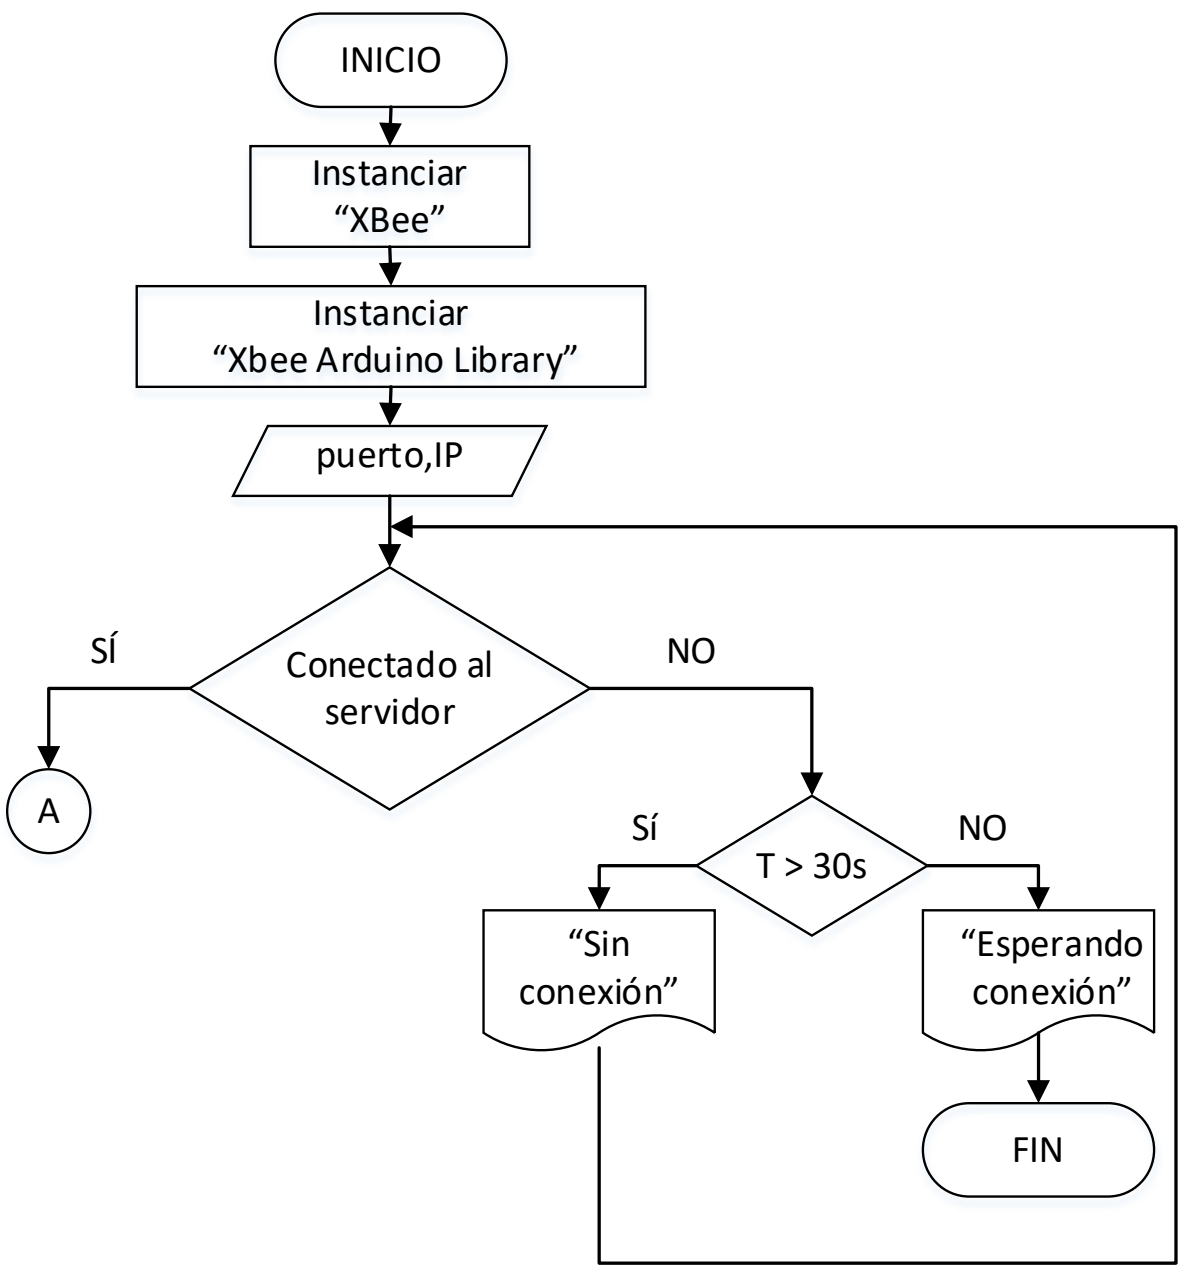 INICIO
Instanciar
“XBee”
Instanciar
“Xbee Arduino Library”
puerto,IP
SÍ
NO
Conectado al
servidor
A
Sí
NO
T > 30s
“Sin
conexión”
“Esperando
conexión”
FIN